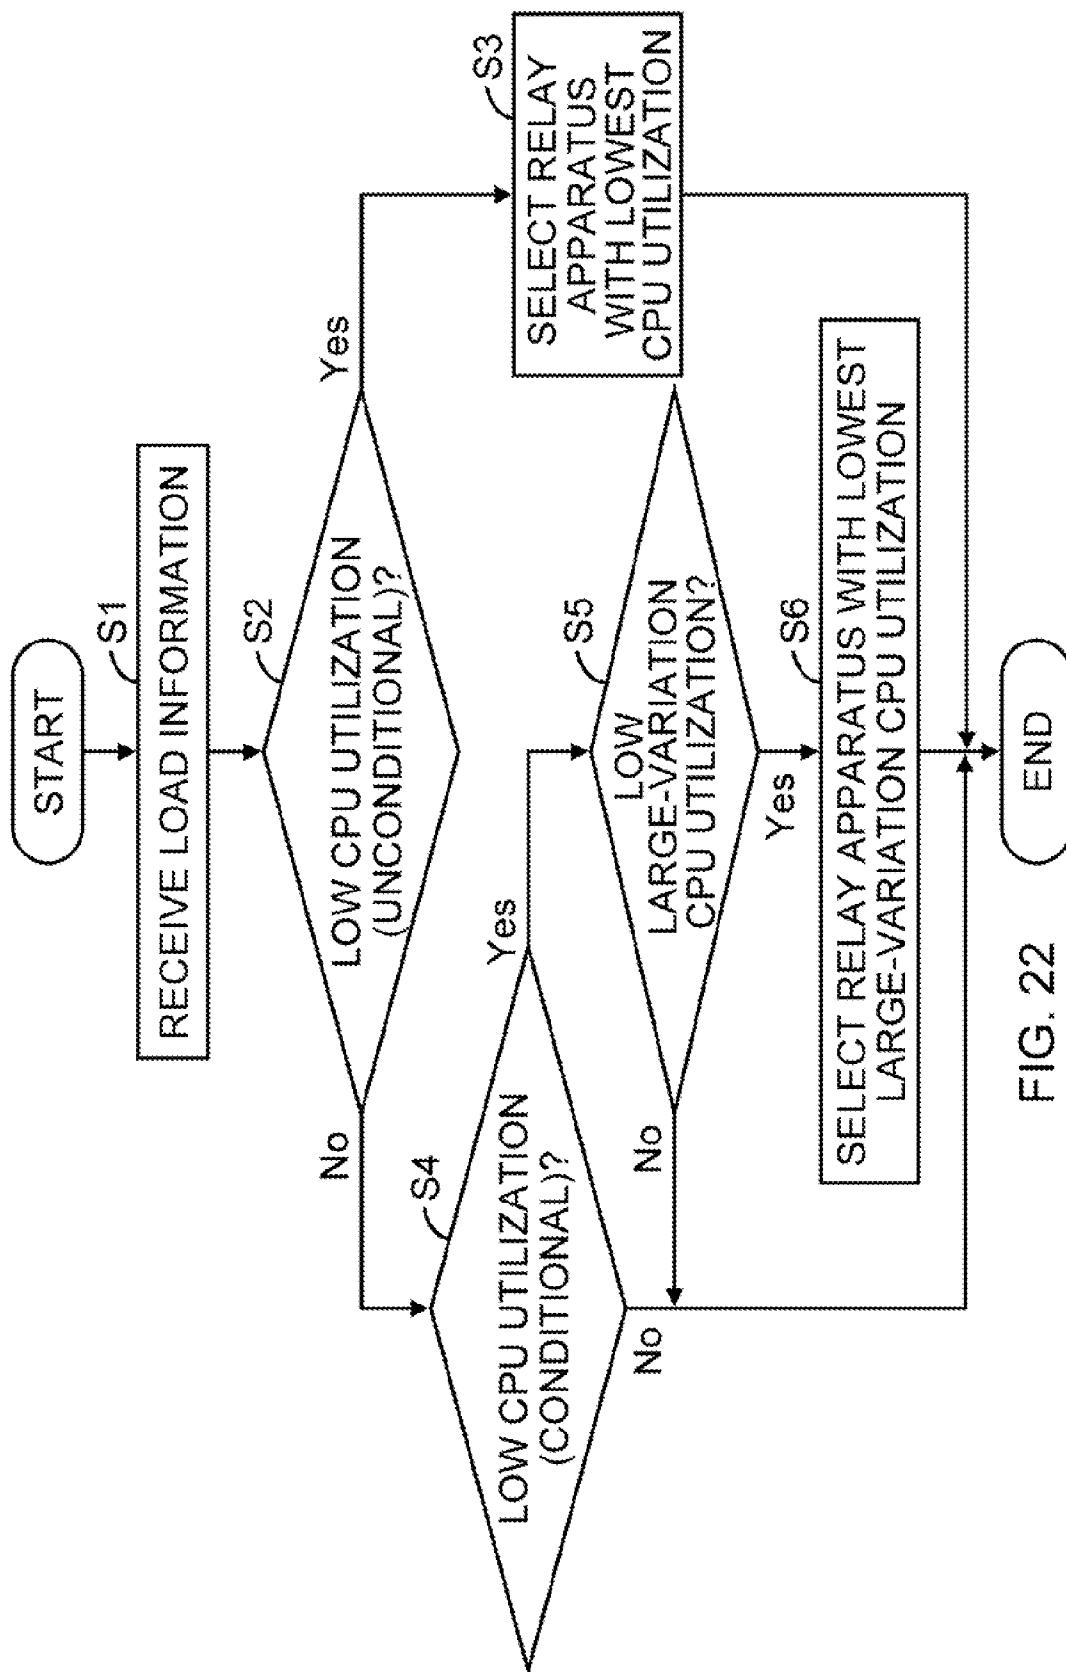 START
S1
RECEIVE LOAD INFORMATION
S2
LOW CPU UTILIZATION
(UNCONDITIONAL)?
Yes
No
S3
SELECT RELAY
APPARATUS
WITH LOWEST
CPU UTILIZATION
S4
LOW CPU UTILIZATION
(CONDITIONAL)?
Yes
No
S5
LOW
LARGE-VARIATION
CPU UTILIZATION?
No
Yes
S6
SELECT RELAY APPARATUS WITH LOWEST
LARGE-VARIATION CPU UTILIZATION
END
FIG. 22